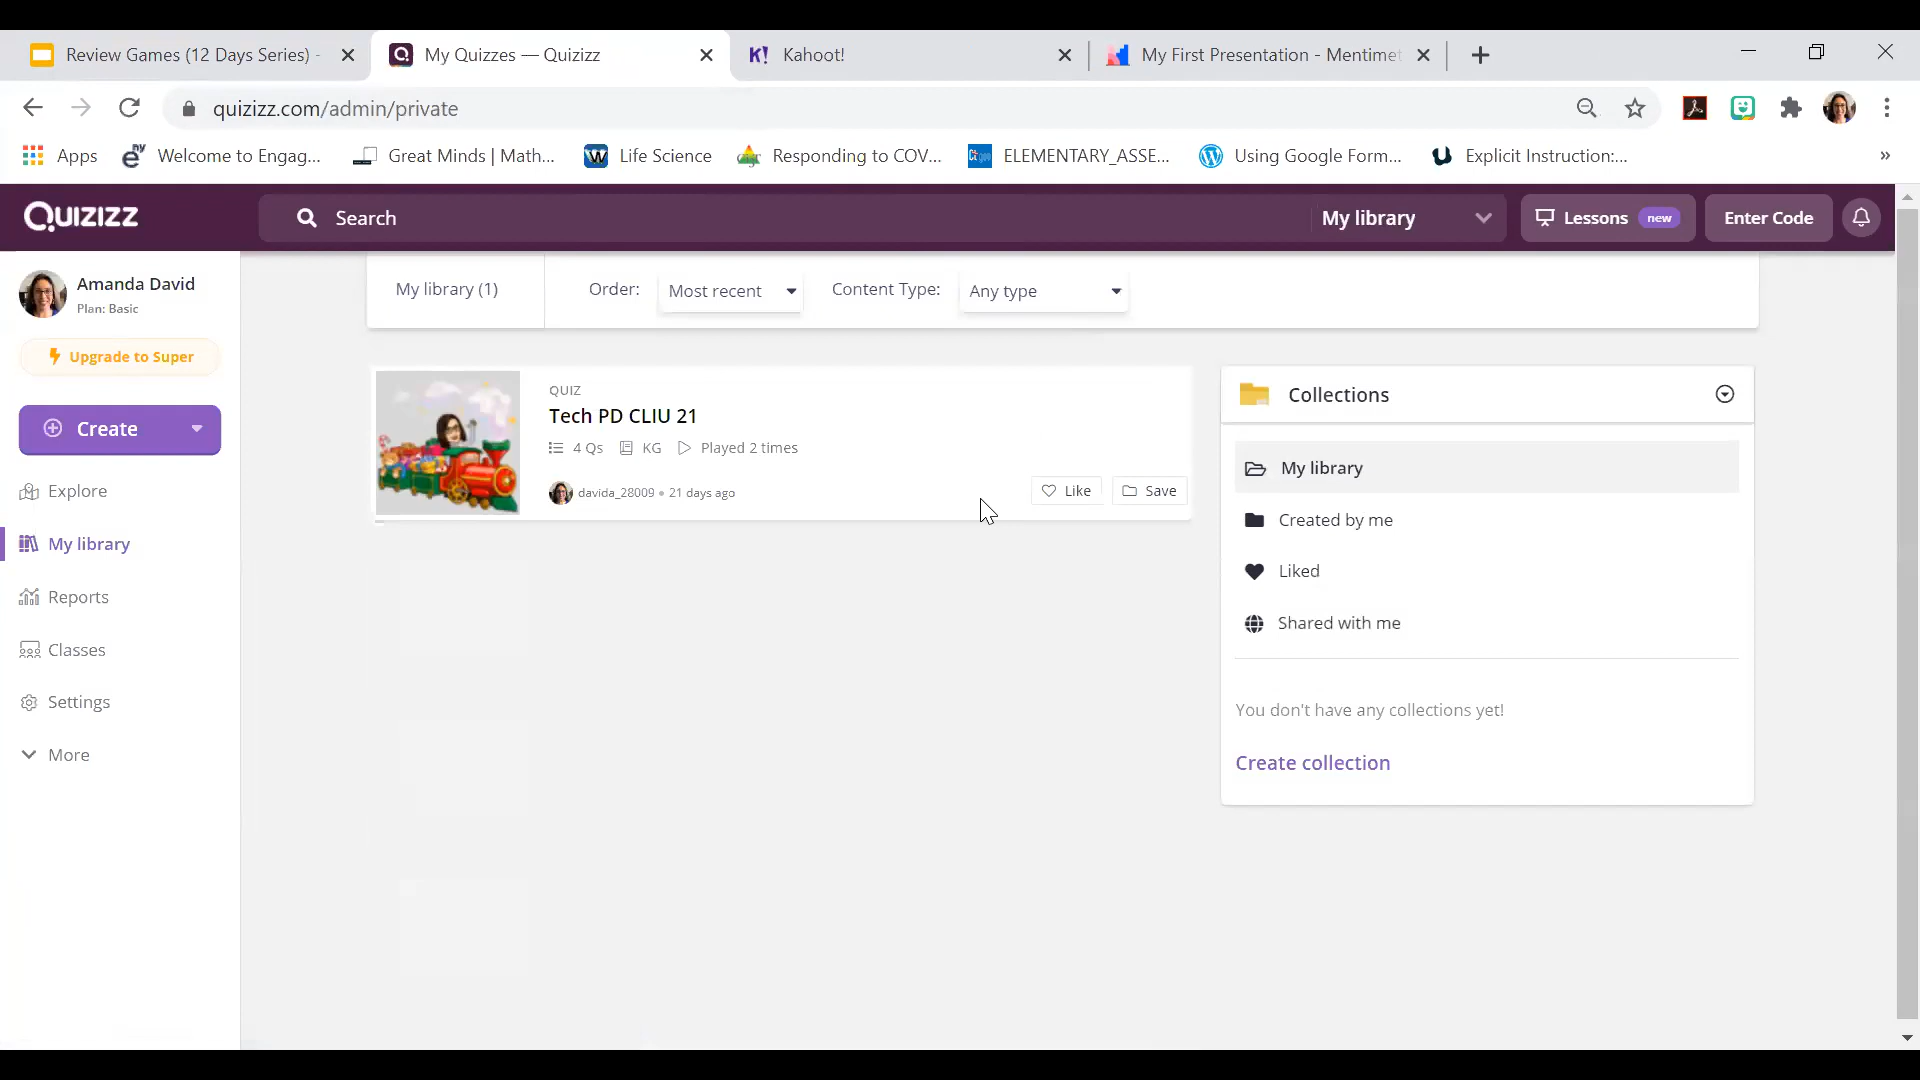 Review Games (12 Days Series) -
My Quizzes — Quizizz
Kahoot!
My First Presentation - Mentimet
quizizz.com/admin/private
Apps
Welcome to Engag...
Great Minds | Math...
Life Science
Responding to COV...
ELEMENTARY_ASSE...
Using Google Form...
Explicit Instruction:...
»
Quizizz
Search
My library
Lessons new
Enter Code
Amanda David
Plan: Basic
Upgrade to Super
Create
Explore
My library
Reports
Classes
Settings
More
My library (1)
Order:
Most recent
Content Type:
Any type
QUIZ
Tech PD CLIU 21
4 Qs KG Played 2 times
davida_28009 • 21 days ago
Like
Save
Collections
My library
Created by me
Liked
Shared with me
You don't have any collections yet!
Create collection